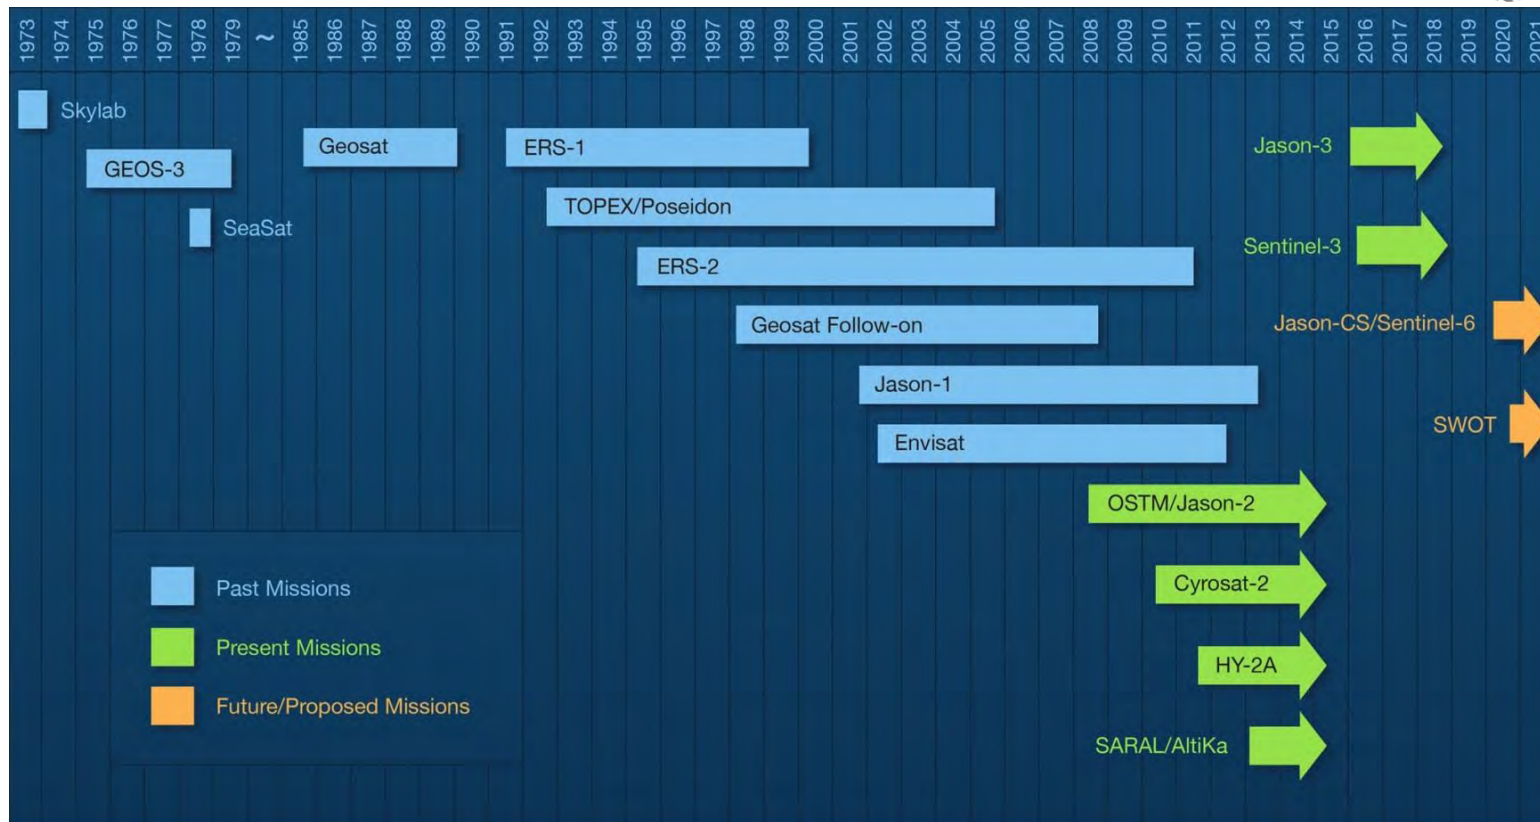 1973 1974 1975 1976 1977 1978 1979 ~ 1985 1986 1987 1988 1989 1990 1991 1992 1993 1994 1995 1996 1997 1998 1999 2000 2001 2002 2003 2004 2005 2006 2007 2008 2009 2010 2011 2012 2013 2014 2015 2016 2017 2018 2019 2020 2021
Skylab
Geosat
ERS-1
Jason-3
GEOS-3
TOPEX/Poseidon
SeaSat
Sentinel-3
ERS-2
Geosat Follow-on
Jason-CS/Sentinel-6
Jason-1
SWOT
Envisat
OSTM/Jason-2
Cyrosat-2
HY-2A
SARAL/AltiKa
Past Missions
Present Missions
Future/Proposed Missions